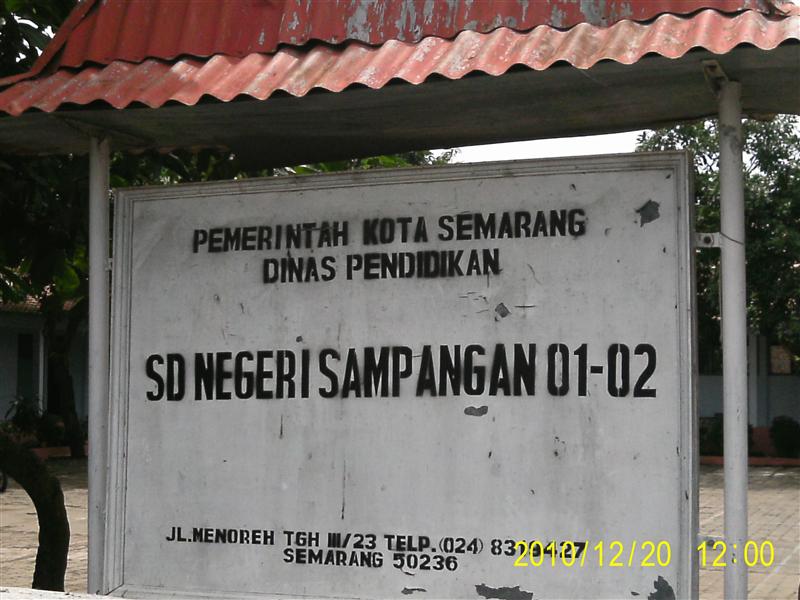 PEMERINTAH KOTA SEMARANG
DINAS PENDIDIKAN
SD NEGERI SAMPANGAN 01-02
JL.MENOREH TGH III/23 TELP.(024)
SEMARANG 50236
2010/12/20 12:00